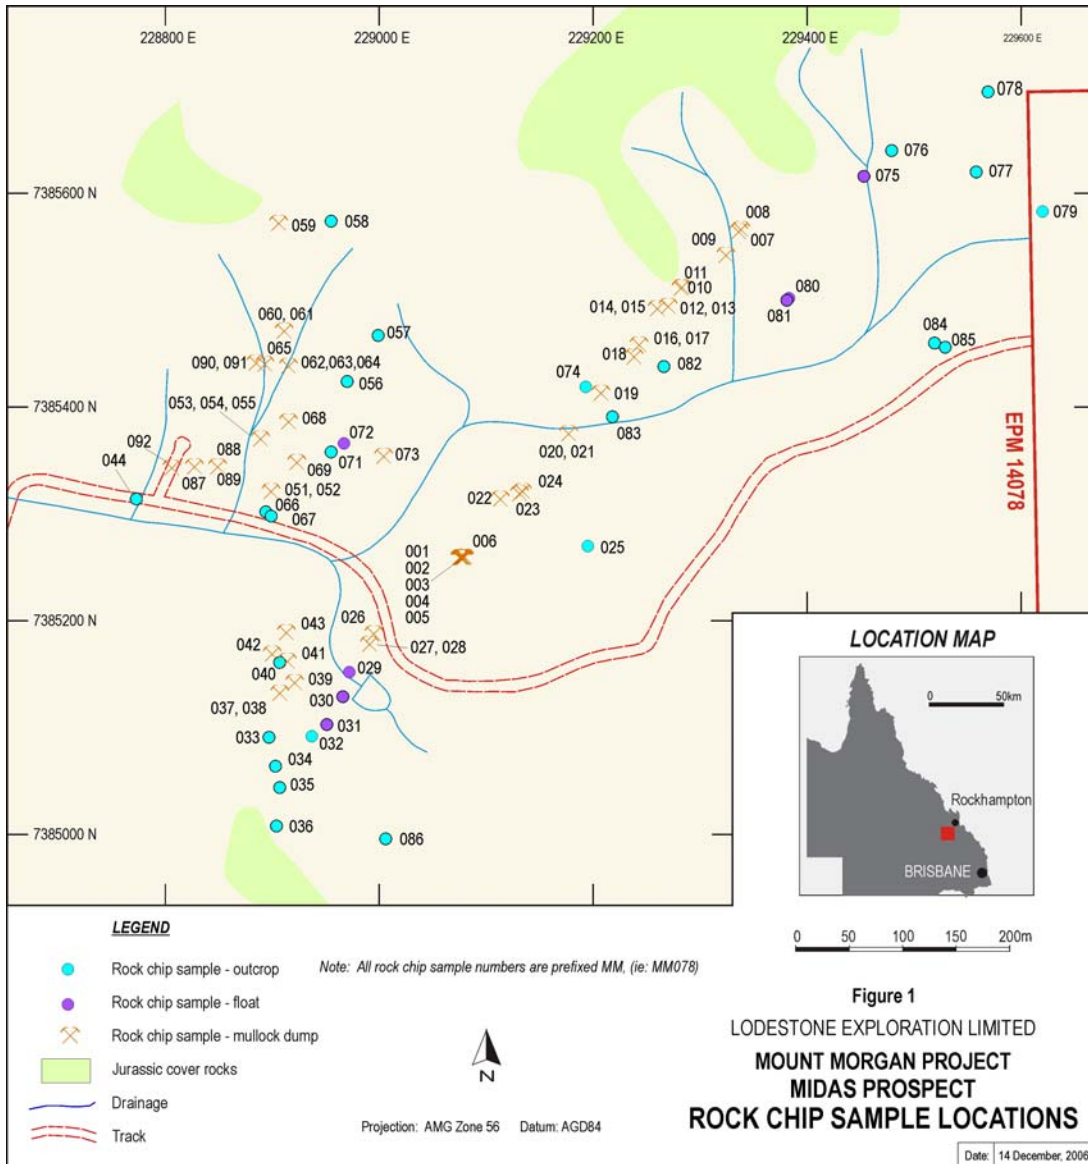 228800 E
229000 E
229200 E
229400 E
229600 E
078
076
075
077
7385600 N
008
079
059
058
009
007
011
010
080
014, 015
012, 013
081
060, 061
057
016, 017
084
085
090, 091
065
062,063,064
018
082
056
074
019
7385400 N
053, 054, 055
068
083
072
092
088
071
073
020, 021
044
087
089
069
024
051, 052
022
023
066
067
EPM 14078
001
006
002
025
003
004
005
7385200 N
043
026
042
041
027, 028
040
029
039
030
037, 038
031
033
032
034
035
7385000 N
036
086
LOCATION MAP
0 50km
Rockhampton
BRISBANE
0 50 100 150 200m
LEGEND
Rock chip sample - outcrop
Note: All rock chip sample numbers are prefixed MM, (ie: MM078)
Rock chip sample - float
Rock chip sample - mullock dump
Jurassic cover rocks
Drainage
Track
N
Projection: AMG Zone 56 Datum: AGD84
Figure 1
LODESTONE EXPLORATION LIMITED
MOUNT MORGAN PROJECT
MIDAS PROSPECT
ROCK CHIP SAMPLE LOCATIONS
Date: 14 December, 2006